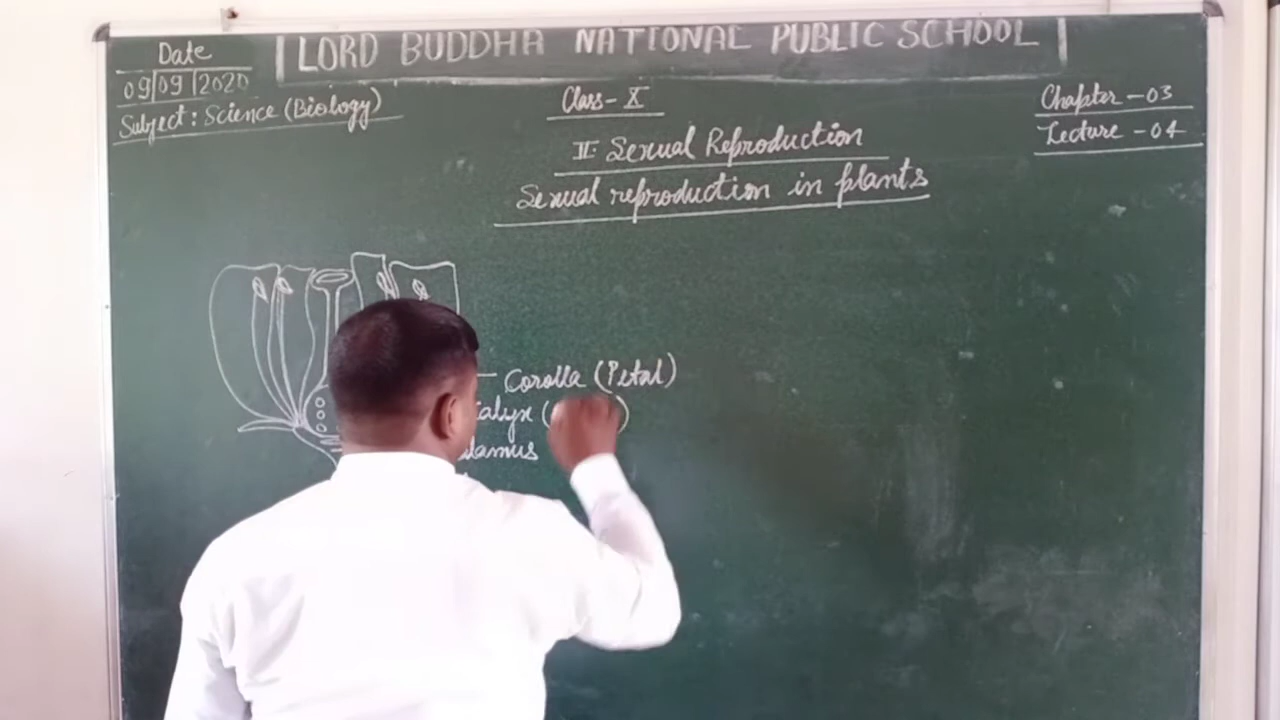 Date
09/09/2020
LORD BUDDHA NATIONAL PUBLIC SCHOOL
Subject: Science (Biology)
Class - X
Chapter - 03
Lecture - 04
II. Sexual Reproduction
Sexual reproduction in plants
Corolla (Petal)